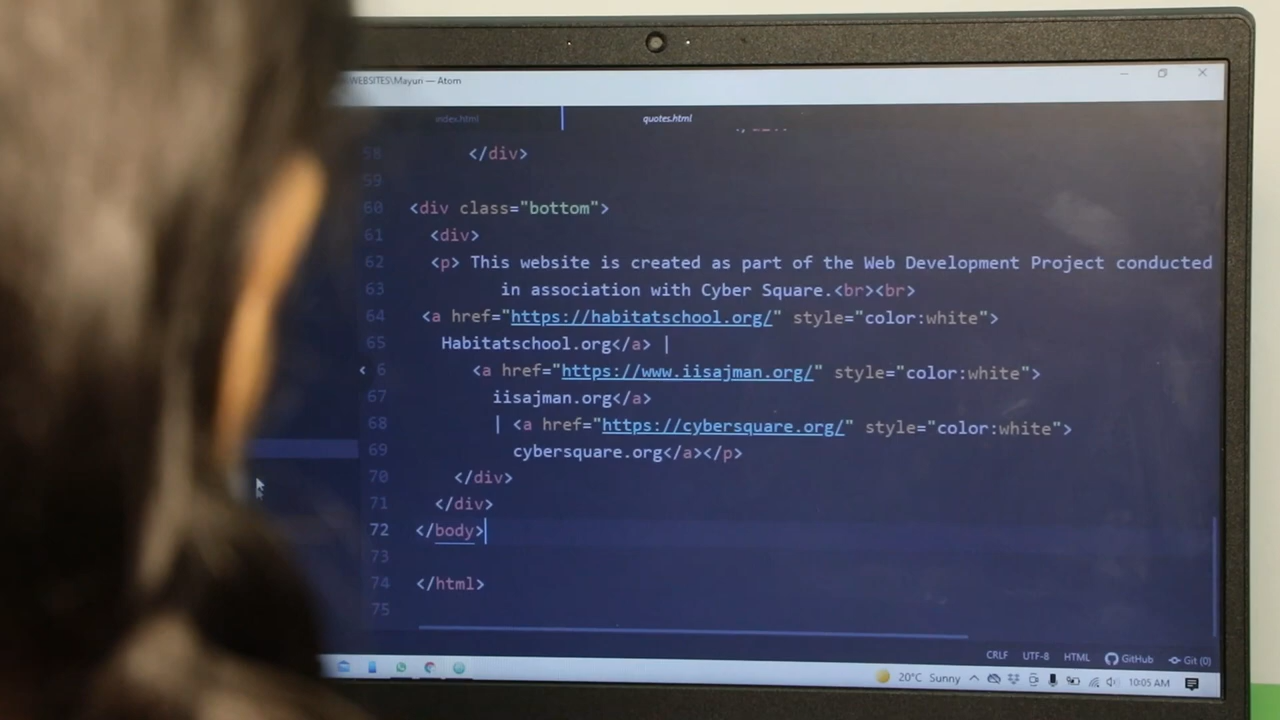 WEBSITES\Mayuri — Atom
index.html quotes.html
58 </div>
59
60 <div class="bottom">
61 <div>
62 <p> This website is created as part of the Web Development Project conducted
63 in association with Cyber Square.<br><br>
64 <a href="https://habitatschool.org/" style="color:white">
65 Habitatschool.org</a> |
6 <a href="https://www.iisajman.org/" style="color:white">
67 iisajman.org</a>
68 | <a href="https://cybersquare.org/" style="color:white">
69 cybersquare.org</a></p>
70 </div>
71 </div>
72 </body>
73
74 </html>
75
CRLF UTF-8 HTML GitHub Git (0)
20°C Sunny 10:05 AM